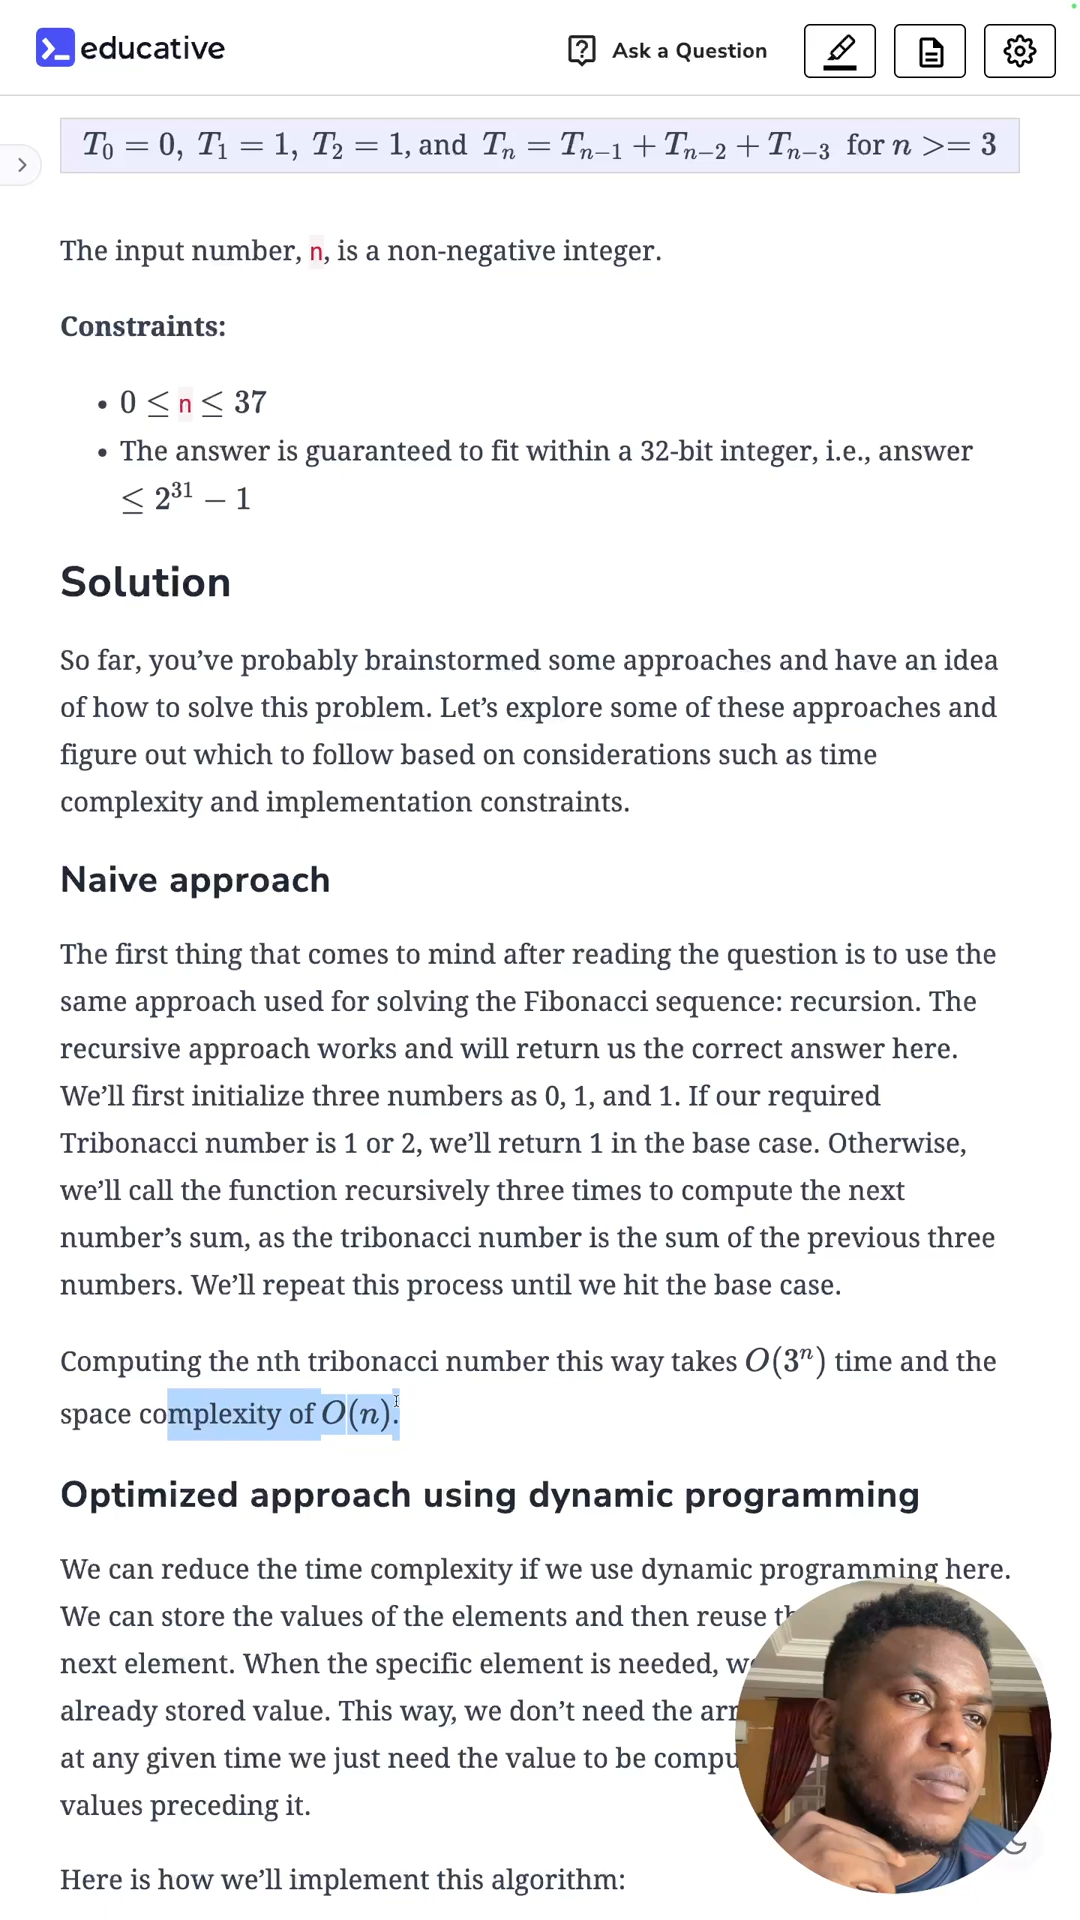 educative
Ask a Question
T₀ = 0, T₁ = 1, T₂ = 1, and Tₙ = Tₙ₋₁ + Tₙ₋₂ + Tₙ₋₃ for n >= 3
The input number, n, is a non-negative integer.
Constraints:
• 0 ≤ n ≤ 37
• The answer is guaranteed to fit within a 32-bit integer, i.e., answer
≤ 2³¹ − 1
Solution
So far, you’ve probably brainstormed some approaches and have an idea
of how to solve this problem. Let’s explore some of these approaches and
figure out which to follow based on considerations such as time
complexity and implementation constraints.
Naive approach
The first thing that comes to mind after reading the question is to use the
same approach used for solving the Fibonacci sequence: recursion. The
recursive approach works and will return us the correct answer here.
We’ll first initialize three numbers as 0, 1, and 1. If our required
Tribonacci number is 1 or 2, we’ll return 1 in the base case. Otherwise,
we’ll call the function recursively three times to compute the next
number’s sum, as the tribonacci number is the sum of the previous three
numbers. We’ll repeat this process until we hit the base case.
Computing the nth tribonacci number this way takes O(3ⁿ) time and the
space complexity of O(n).
Optimized approach using dynamic programming
We can reduce the time complexity if we use dynamic programming here.
We can store the values of the elements and then reuse
next element. When the specific element is needed,
already stored value. This way, we don’t need the
at any given time we just need the value to be
values preceding it.
Here is how we’ll implement this algorithm: